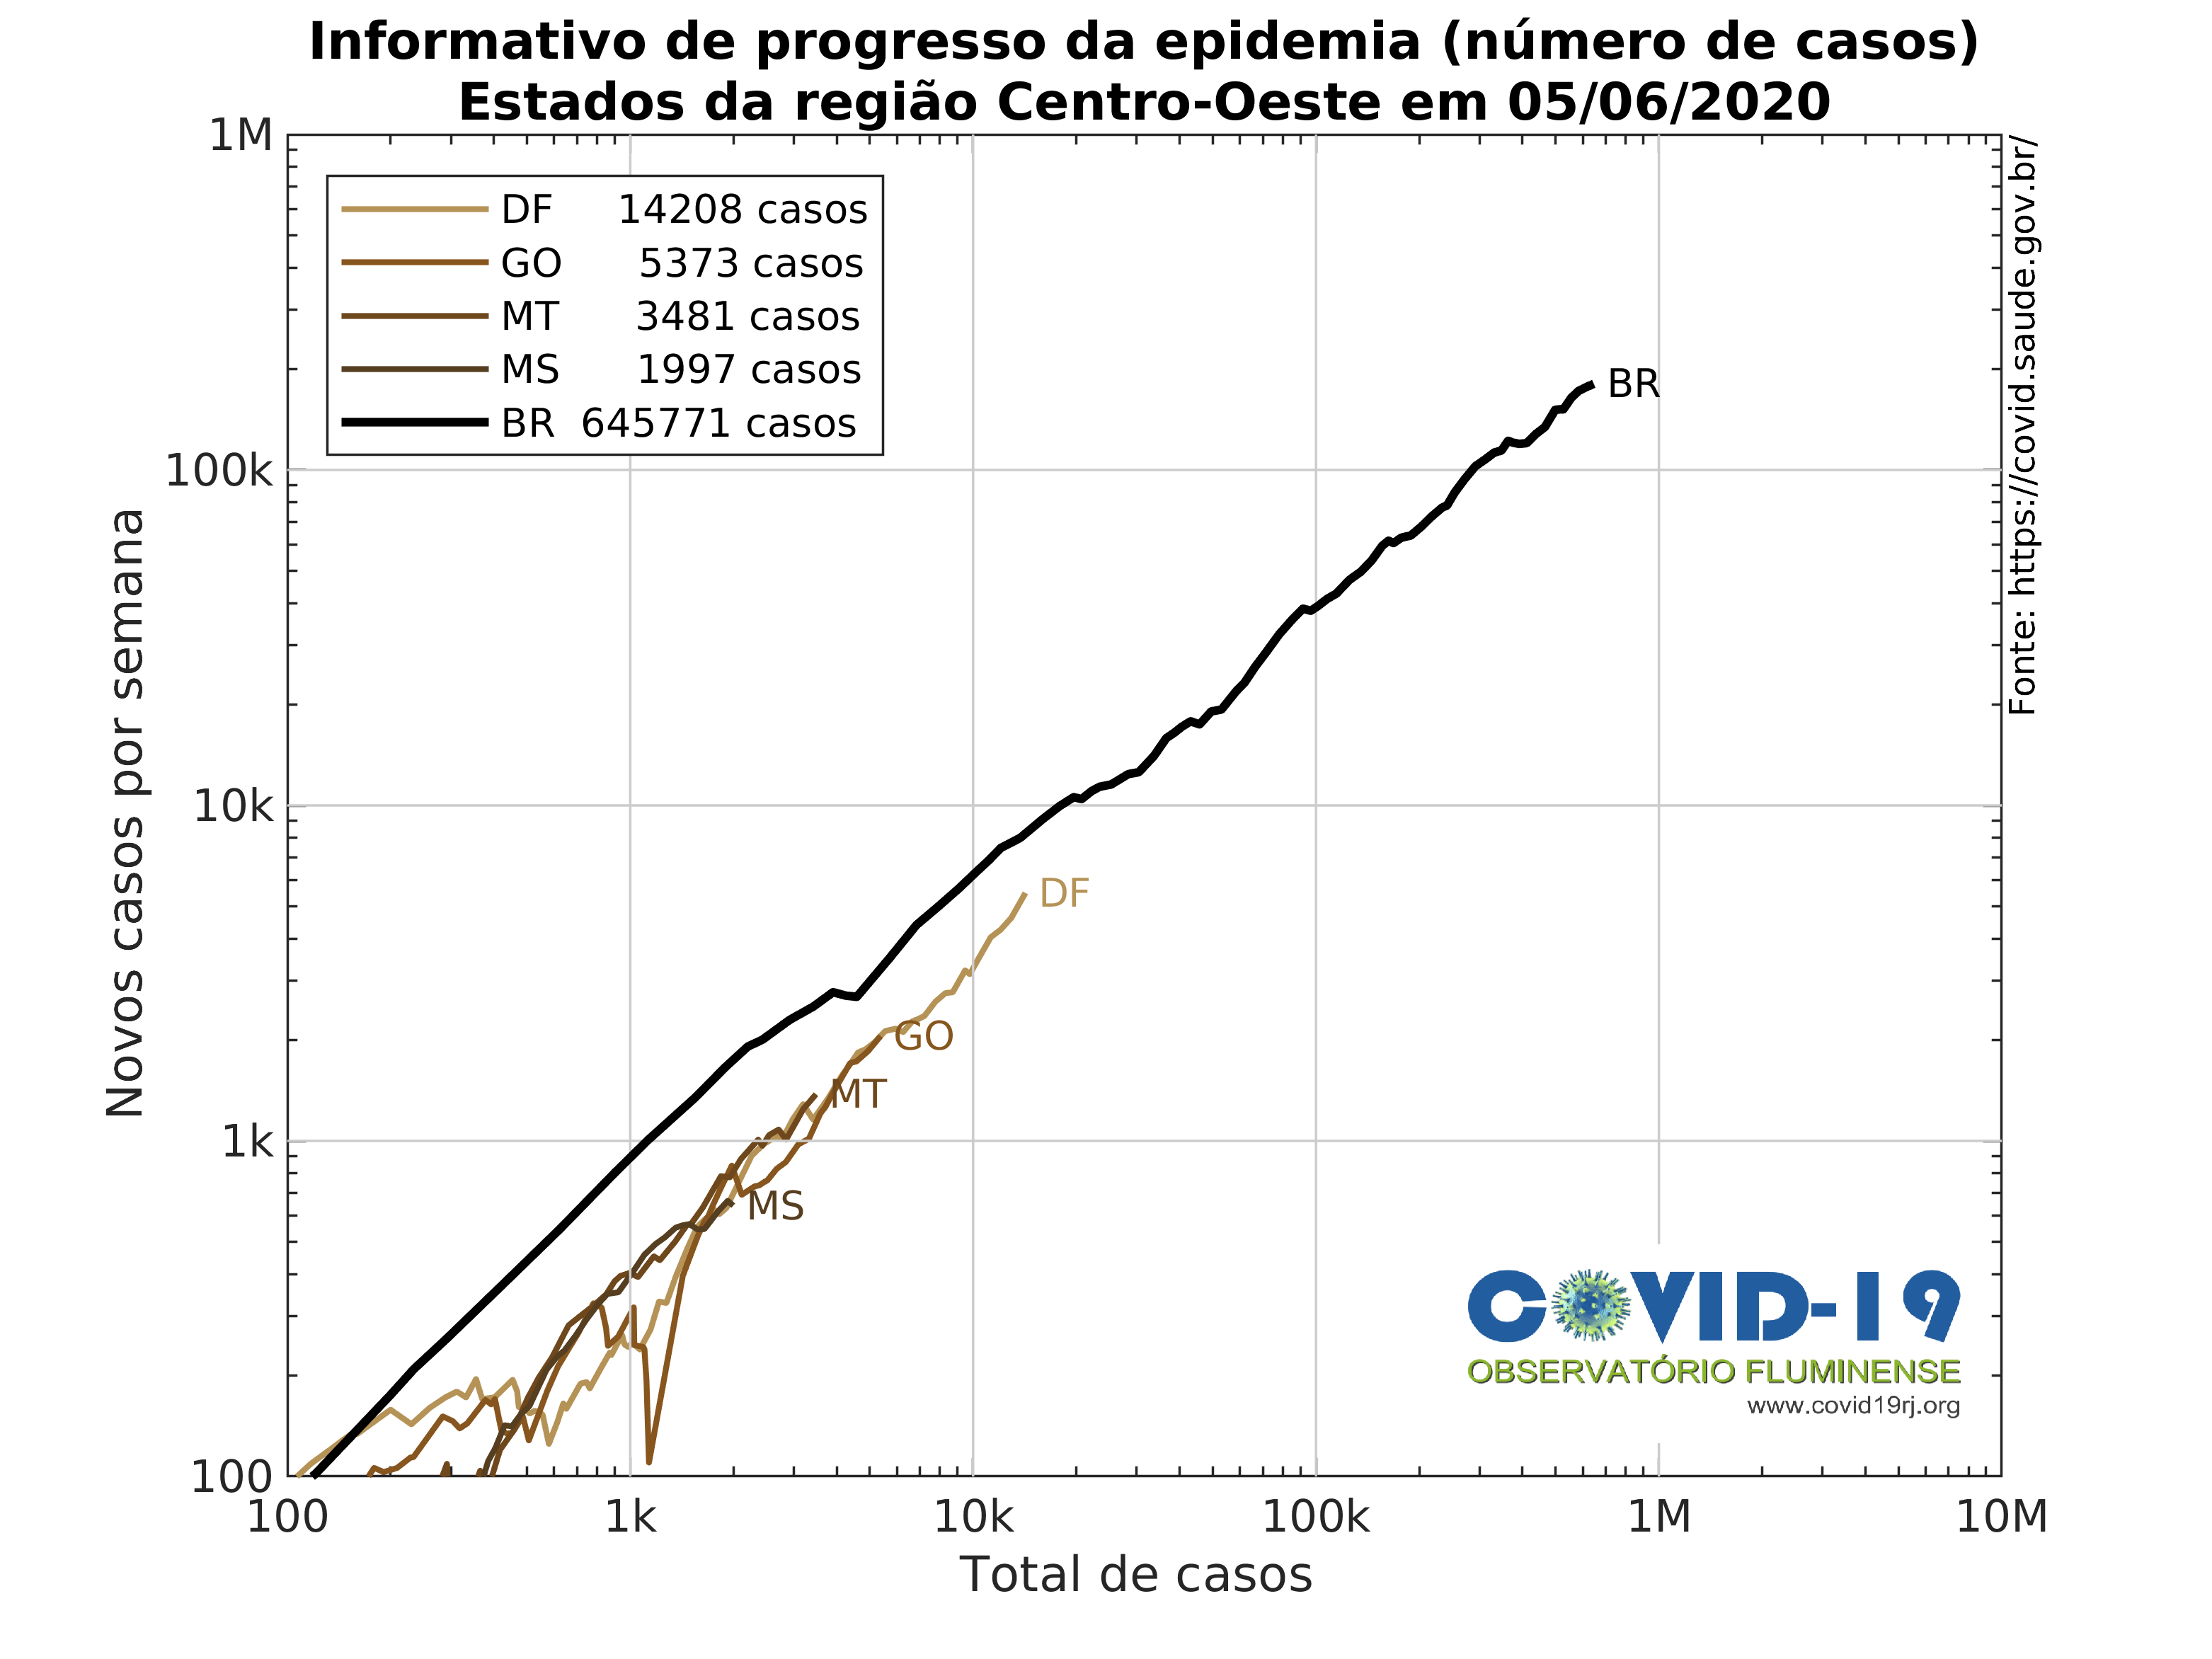 Informativo de progresso da epidemia (número de casos)
Estados da região Centro-Oeste em 05/06/2020
1M
100k
10k
1k
100
Novos casos por semana
DF 14208 casos
GO 5373 casos
MT 3481 casos
MS 1997 casos
BR 645771 casos
BR
DF
GO
MT
MS
Fonte: https://covid.saude.gov.br/
COVID-19
OBSERVATÓRIO FLUMINENSE
www.covid19rj.org
100 1k 10k 100k 1M 10M
Total de casos